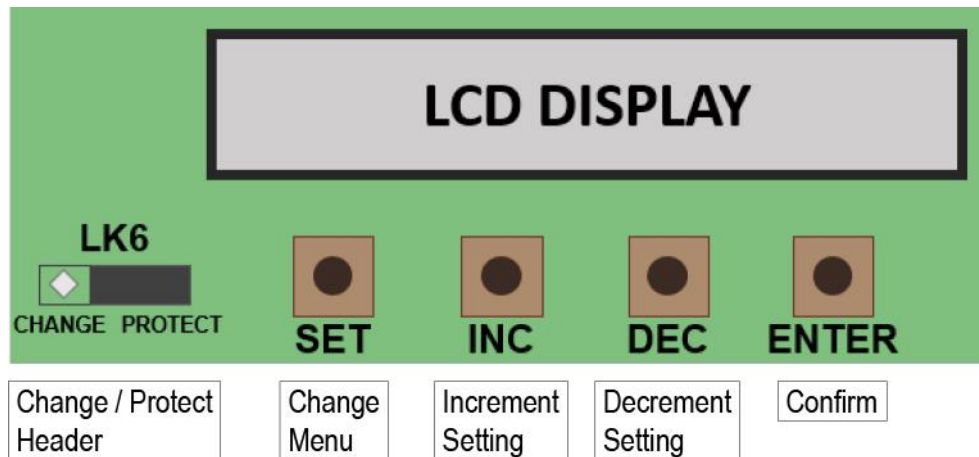 LCD DISPLAY
LK6
CHANGE PROTECT
SET INC DEC ENTER
Change / Protect
Header
Change
Menu
Increment
Setting
Decrement
Setting
Confirm